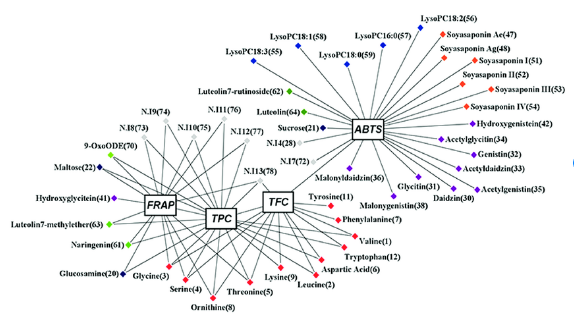 LysoPC18:2(56)
LysoPC18:1(58)
LysoPC16:0(57)
Soyasaponin Ae(47)
LysoPC18:3(55)
LysoPC18:0(59)
Soyasaponin Ag(48)
Soyasaponin I(51)
Soyasaponin II(52)
Luteolin7-rutinoside(62)
Soyasaponin III(53)
Soyasaponin IV(54)
N.I9(74)
N.I11(76)
Luteolin(64)
N.I8(73)
N.I10(75)
N.I12(77)
Sucrose(21)
ABTS
Hydroxygenistein(42)
N.I4(28)
Acetylglycitin(34)
9-OxoODE(70)
N.I7(72)
Genistin(32)
Maltose(22)
N.I13(78)
Malonyldaidzin(36)
Acetyldaidzin(33)
Glycitin(31)
Acetylgenistin(35)
Hydroxyglycitein(41)
FRAP
TPC
TFC
Tyrosine(11)
Malonygenistin(38)
Daidzin(30)
Luteolin7-methylether(63)
Phenylalanine(7)
Naringenin(61)
Valine(1)
Tryptophan(12)
Glucosamine(20)
Glycine(3)
Lysine(9)
Aspartic Acid(6)
Serine(4)
Threonine(5)
Leucine(2)
Ornithine(8)